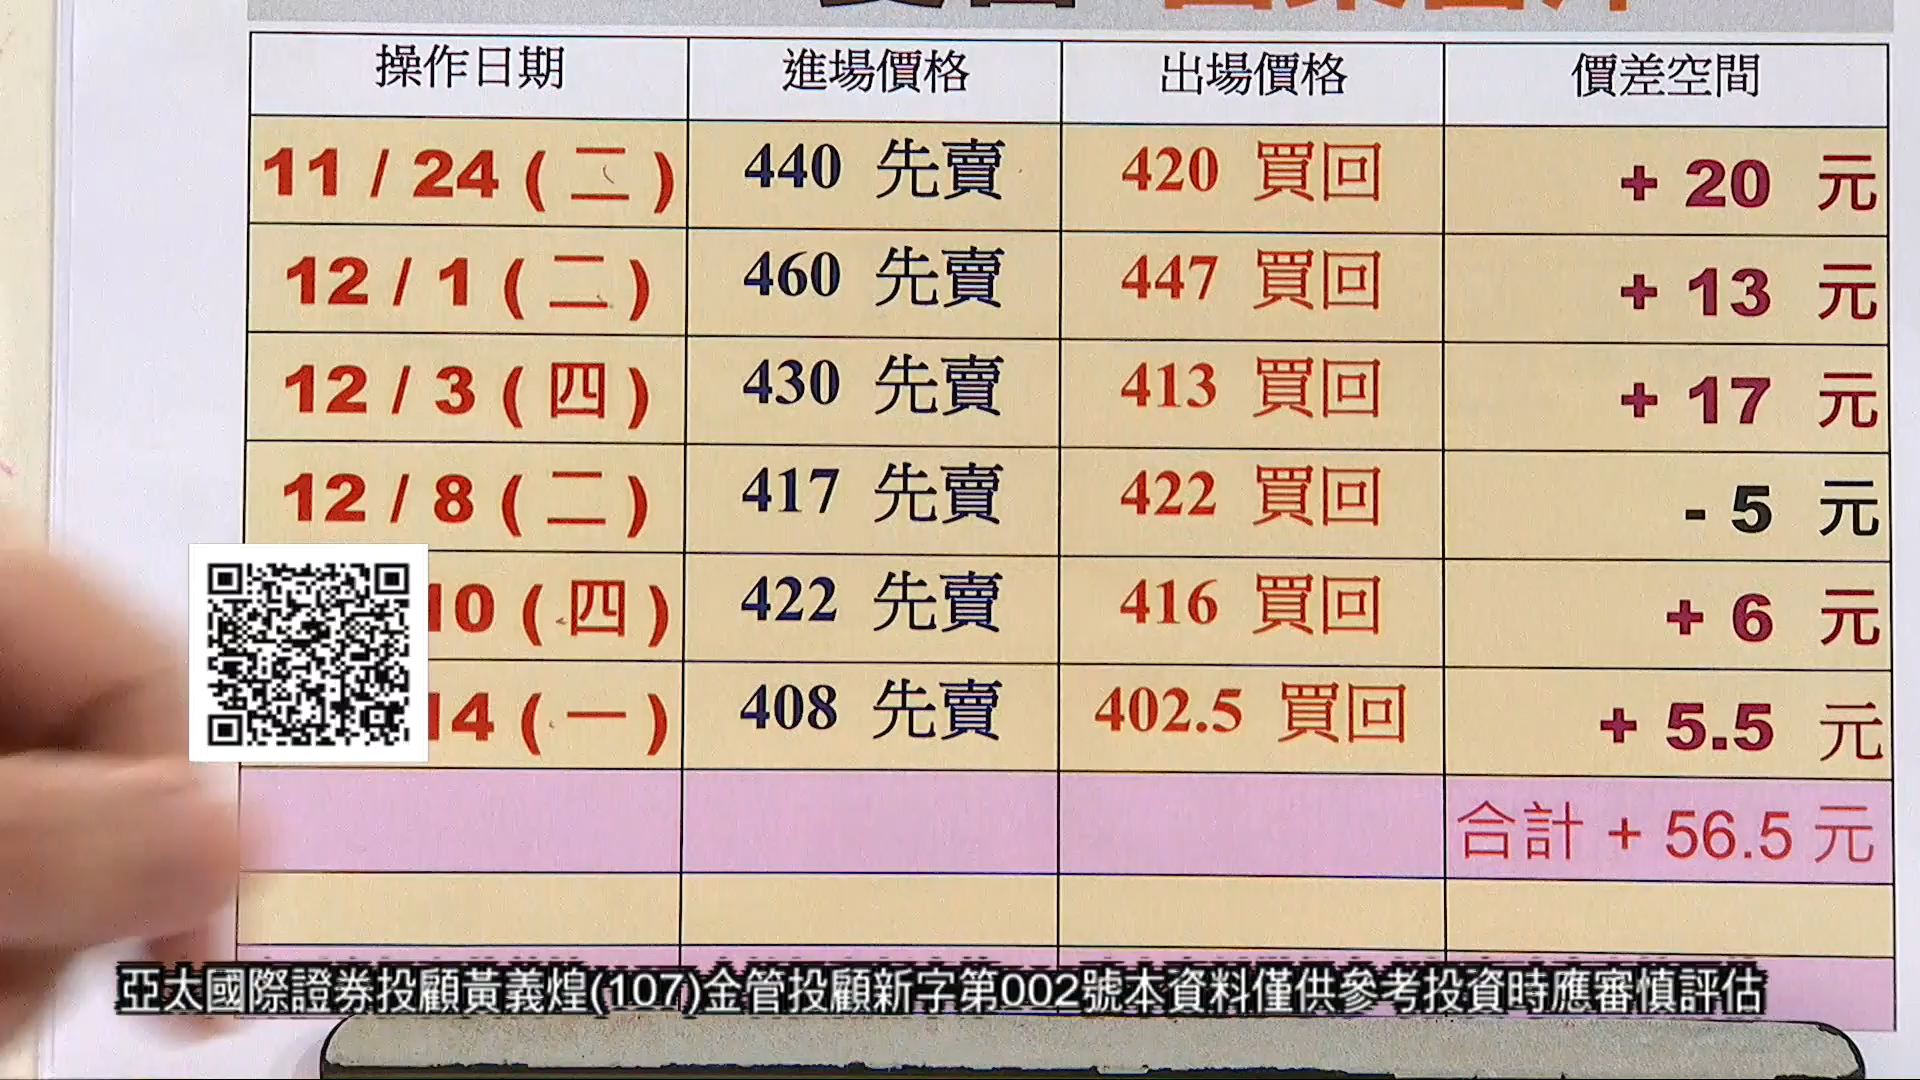 操作日期 進場價格 出場價格 價差空間
11 / 24 ( 二 ) 440 先賣 420 買回 + 20 元
12 / 1 ( 二 ) 460 先賣 447 買回 + 13 元
12 / 3 ( 四 ) 430 先賣 413 買回 + 17 元
12 / 8 ( 二 ) 417 先賣 422 買回 - 5 元
10 ( 四 ) 422 先賣 416 買回 + 6 元
14 ( 一 ) 408 先賣 402.5 買回 + 5.5 元
合計 + 56.5 元
亞太國際證券投顧黃義煌(107)金管投顧新字第002號本資料僅供參考投資時應審慎評估